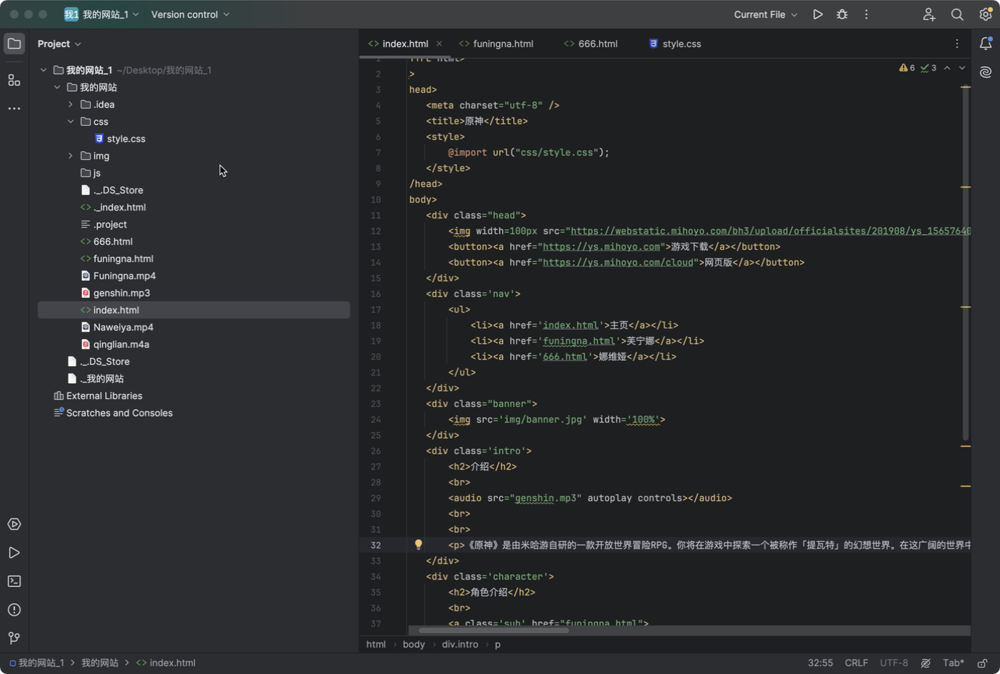 我1 我的网站_1 Version control Current File
Project
index.html funingna.html 666.html style.css
我的网站_1 ~/Desktop/我的网站_1
我的网站
.idea
css
style.css
img
js
._.DS_Store
._index.html
.project
666.html
funingna.html
Funingna.mp4
genshin.mp3
index.html
Naweiya.mp4
qinglian.m4a
._.DS_Store
._我的网站
External Libraries
Scratches and Consoles
6 3
1 TYPE html>
2 >
3 head>
4 <meta charset="utf-8" />
5 <title>原神</title>
6 <style>
7 @import url("css/style.css");
8 </style>
9 /head>
10 body>
11 <div class="head">
12 <img width=100px src="https://webstatic.mihoyo.com/bh3/upload/officialsites/201908/ys_15657640
13 <button><a href="https://ys.mihoyo.com">游戏下载</a></button>
14 <button><a href="https://ys.mihoyo.com/cloud">网页版</a></button>
15 </div>
16 <div class='nav'>
17 <ul>
18 <li><a href='index.html'>主页</a></li>
19 <li><a href='funingna.html'>芙宁娜</a></li>
20 <li><a href='666.html'>娜维娅</a></li>
21 </ul>
22 </div>
23 <div class="banner">
24 <img src='img/banner.jpg' width='100%'>
25 </div>
26 <div class='intro'>
27 <h2>介绍</h2>
28 <br>
29 <audio src="genshin.mp3" autoplay controls></audio>
30 <br>
31 <br>
32 <p>《原神》是由米哈游自研的一款开放世界冒险RPG。你将在游戏中探索一个被称作「提瓦特」的幻想世界。在这广阔的世界中
33 </div>
34 <div class='character'>
35 <h2>角色介绍</h2>
36 <br>
37 <a class='sub' href="funingna.html">
html › body › div.intro › p
我的网站_1 › 我的网站 › index.html 32:55 CRLF UTF-8 Tab*